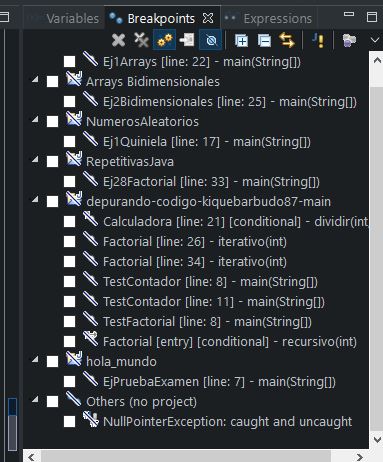 Variables Breakpoints Expressions
Ej1Arrays [line: 22] - main(String[])
Arrays Bidimensionales
Ej2Bidimensionales [line: 25] - main(String[])
NumerosAleatorios
Ej1Quiniela [line: 17] - main(String[])
RepetitivasJava
Ej28Factorial [line: 33] - main(String[])
depurando-codigo-kiquebarbudo87-main
Calculadora [line: 21] [conditional] - dividir(int
Factorial [line: 26] - iterativo(int)
Factorial [line: 34] - iterativo(int)
TestContador [line: 8] - main(String[])
TestContador [line: 11] - main(String[])
TestFactorial [line: 8] - main(String[])
Factorial [entry] [conditional] - recursivo(int)
hola_mundo
EjPruebaExamen [line: 7] - main(String[])
Others (no project)
NullPointerException: caught and uncaught